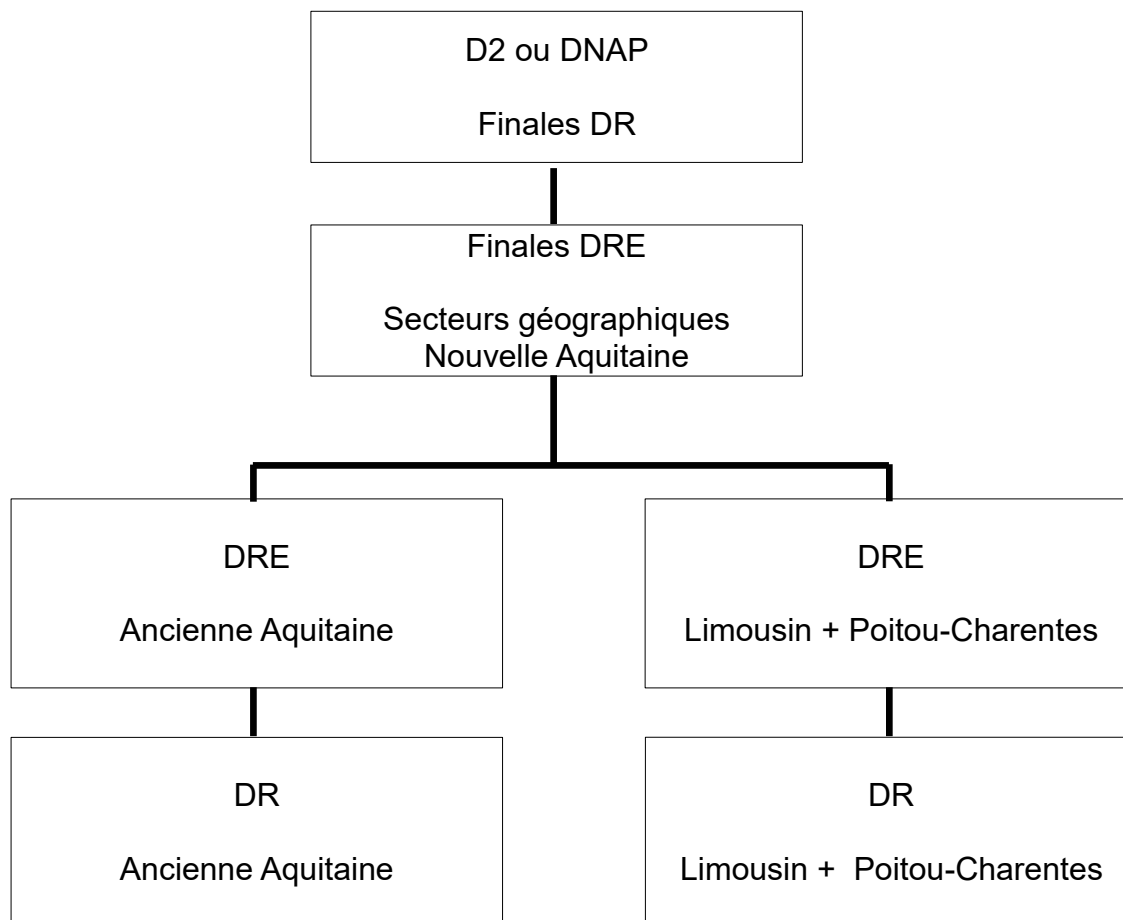 D2 ou DNAP
Finales DR
Finales DRE
Secteurs géographiques
Nouvelle Aquitaine
DRE
Ancienne Aquitaine
DRE
Limousin + Poitou-Charentes
DR
Ancienne Aquitaine
DR
Limousin +  Poitou-Charentes